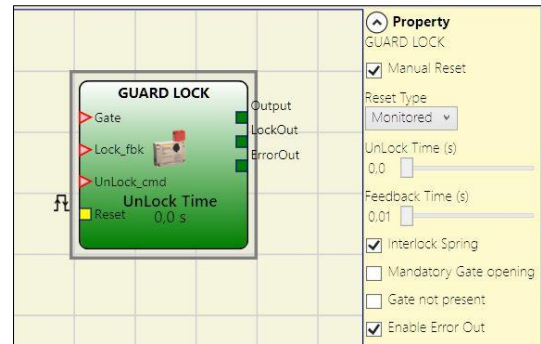 GUARD LOCK
Gate
Lock_fbk
UnLock_cmd
Reset
UnLock Time
0,0 s
Output
LockOut
ErrorOut
Property
GUARD LOCK
Manual Reset
Reset Type
Monitored
UnLock Time (s)
0,0
Feedback Time (s)
0,01
Interlock Spring
Mandatory Gate opening
Gate not present
Enable Error Out